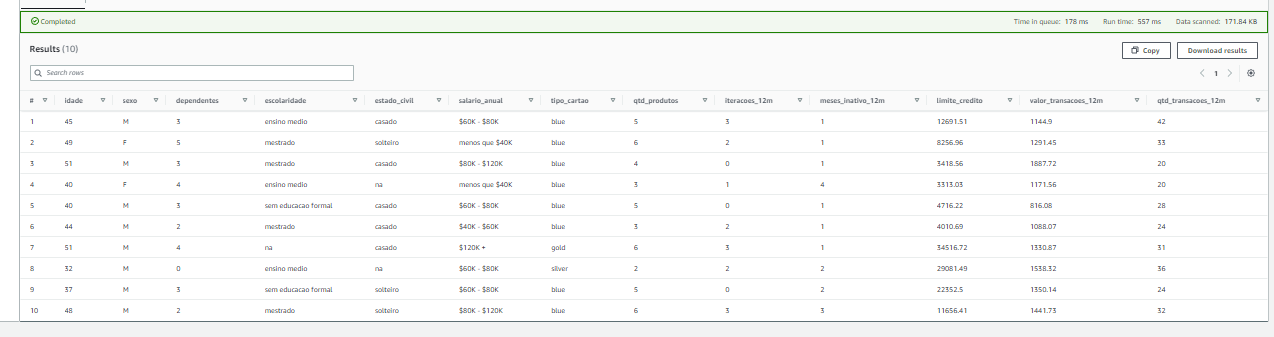 Completed Time in queue: 178 ms Run time: 557 ms Data scanned: 171.84 KB
Results (10) Copy Download results
Search rows 1
# idade sexo dependentes escolaridade estado_civil salario_anual tipo_cartao qtd_produtos iteracoes_12m meses_inativo_12m limite_credito valor_transacoes_12m qtd_transacoes_12m
1 45 M 3 ensino medio casado $60K - $80K blue 5 3 1 12691.51 1144.9 42
2 49 F 5 mestrado solteiro menos que $40K blue 6 2 1 8256.96 1291.45 33
3 51 M 3 mestrado casado $80K - $120K blue 4 0 1 3418.56 1887.72 20
4 40 F 4 ensino medio na menos que $40K blue 3 1 4 3313.03 1171.56 20
5 40 M 3 sem educacao formal casado $60K - $80K blue 5 0 1 4716.22 816.08 28
6 44 M 2 mestrado casado $40K - $60K blue 3 2 1 4010.69 1088.07 24
7 51 M 4 na casado $120K + gold 6 3 1 34516.72 1330.87 31
8 32 M 0 ensino medio na $60K - $80K silver 2 2 2 29081.49 1538.32 36
9 37 M 3 sem educacao formal solteiro $60K - $80K blue 5 0 2 22352.5 1350.14 24
10 48 M 2 mestrado solteiro $80K - $120K blue 6 3 3 11656.41 1441.73 32